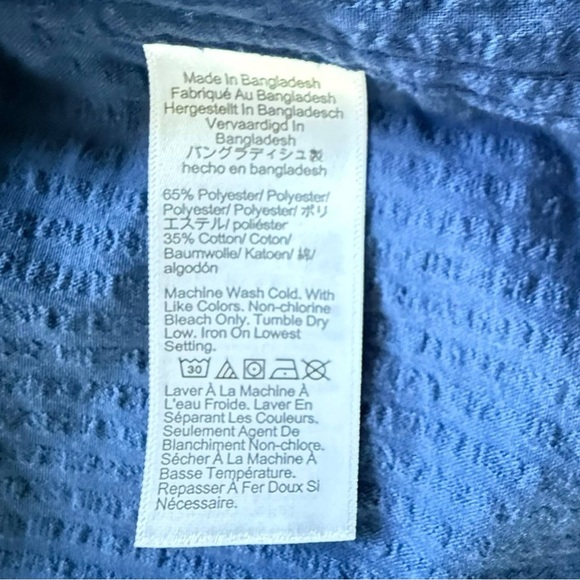 Made In Bangladesh
Fabriqué Au Bangladesh
Hergestellt In Bangladesch
Vervaardigd In
Bangladesh
バングラディシュ製
hecho en bangladesh
65% Polyester/ Polyester/
Polyester/ Polyester/ ポリ
エステル/ poliéster
35% Cotton/ Coton/
Baumwolle/ Katoen/ 綿/
algodón
Machine Wash Cold. With
Like Colors. Non-chlorine
Bleach Only. Tumble Dry
Low. Iron On Lowest
Setting.
30
Laver À La Machine À
L'eau Froide. Laver En
Séparant Les Couleurs.
Seulement Agent De
Blanchiment Non-chlore.
Sécher À La Machine À
Basse Température.
Repasser À Fer Doux Si
Nécessaire.